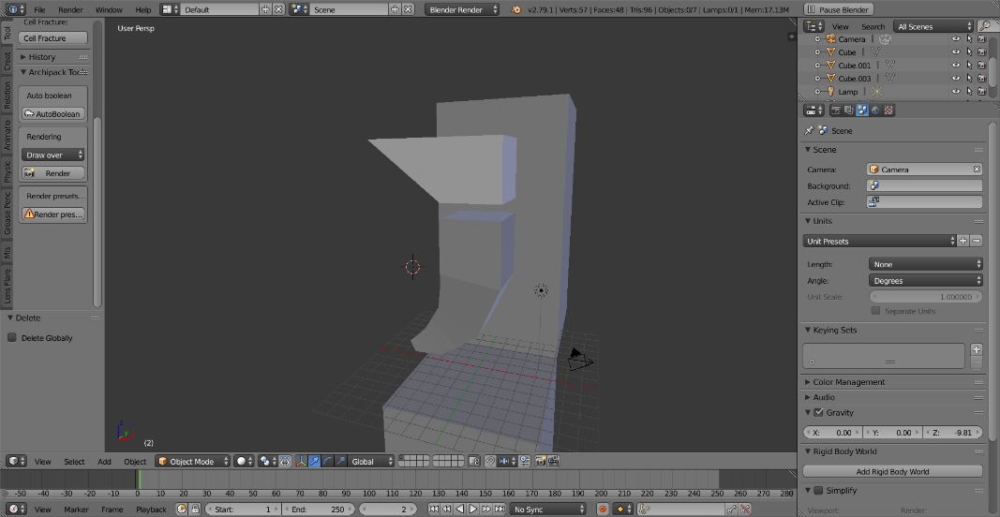 File Render Window Help Default Scene Blender Render v2.79.1 | Verts:57 | Faces:48 | Tris:96 | Objects:0/7 | Lamps:0/1 | Mem:17.13M Pause Blender
Cell Fracture:
Cell Fracture
History
Archipack Too
Auto boolean
AutoBoolean
Rendering
Draw over
Render
Render presets...
Render pres...
Tool
Creat
Relation
Animatio
Physic
Grease Penc
Mis
Lens Flare
Delete
Delete Globally
User Persp
(2)
View Search All Scenes
Camera
Cube
Cube.001
Cube.003
Lamp
Scene
Scene
Camera: Camera
Background:
Active Clip:
Units
Unit Presets
Length: None
Angle: Degrees
Unit Scale: 1.000000
Separate Units
Keying Sets
Color Management
Audio
Gravity
X: 0.00 Y: 0.00 Z: -9.81
Rigid Body World
Add Rigid Body World
Simplify
Viewport: Render:
View Select Add Object Object Mode Global
-50 -40 -30 -20 -10 0 10 20 30 40 50 60 70 80 90 100 110 120 130 140 150 160 170 180 190 200 210 220 230 240 250 260 270 280
View Marker Frame Playback Start: 1 End: 250 2 No Sync